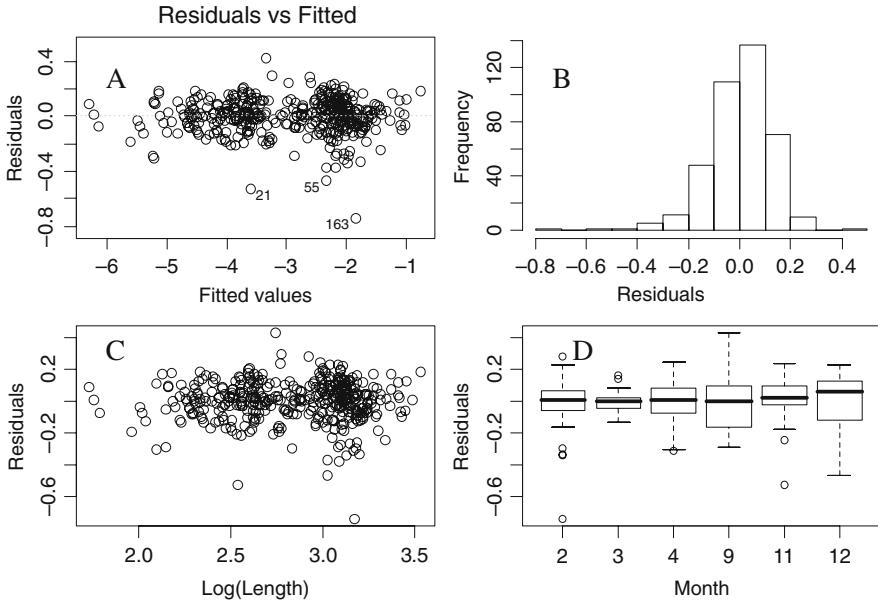 Residuals vs Fitted
A
Residuals
0.4
0.0
−0.4
−0.8
21
55
163
−6 −5 −4 −3 −2 −1
Fitted values
B
Frequency
120
80
40
0
−0.8 −0.4 −0.2 0.0 0.2 0.4
Residuals
C
Residuals
0.2
−0.2
−0.6
2.0 2.5 3.0 3.5
Log(Length)
D
Residuals
0.2
−0.2
−0.6
2 3 4 9 11 12
Month